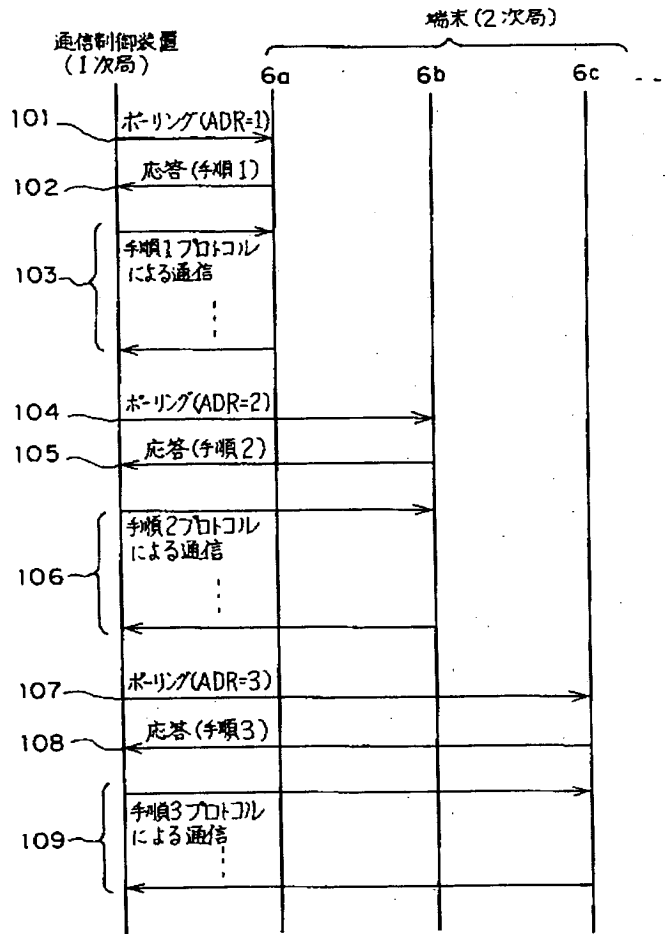 端末(2次局)
通信制御装置
(1次局)
6a
6b
6c
101
ポーリング(ADR=1)
102
応答(手順1)
103
手順1プロトコル
による通信
104
ポーリング(ADR=2)
105
応答(手順2)
106
手順2プロトコル
による通信
107
ポーリング(ADR=3)
108
応答(手順3)
109
手順3プロトコル
による通信